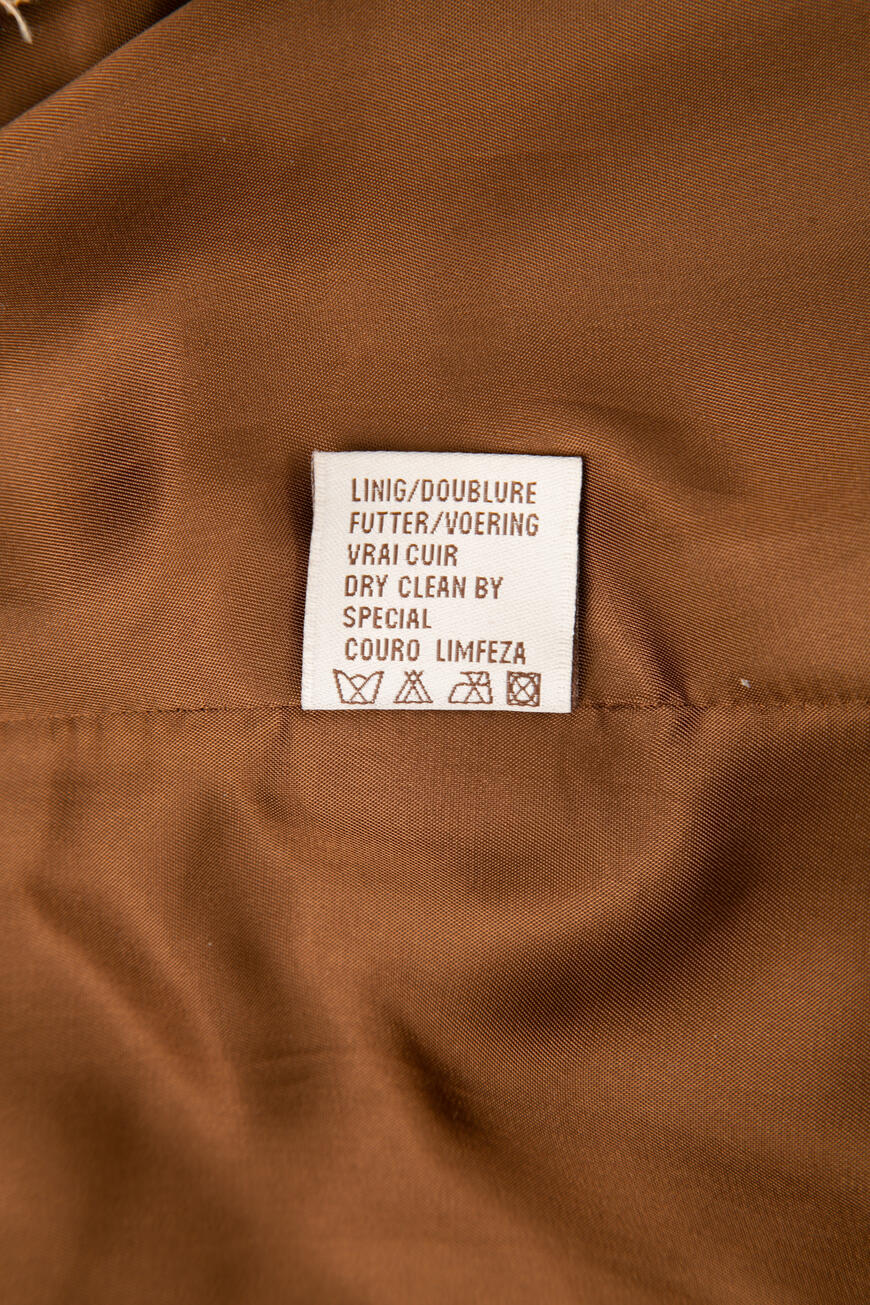 LINIG/DOUBLURE
FUTTER/VOERING
VRAI CUIR
DRY CLEAN BY
SPECIAL
COURO LIMFEZA